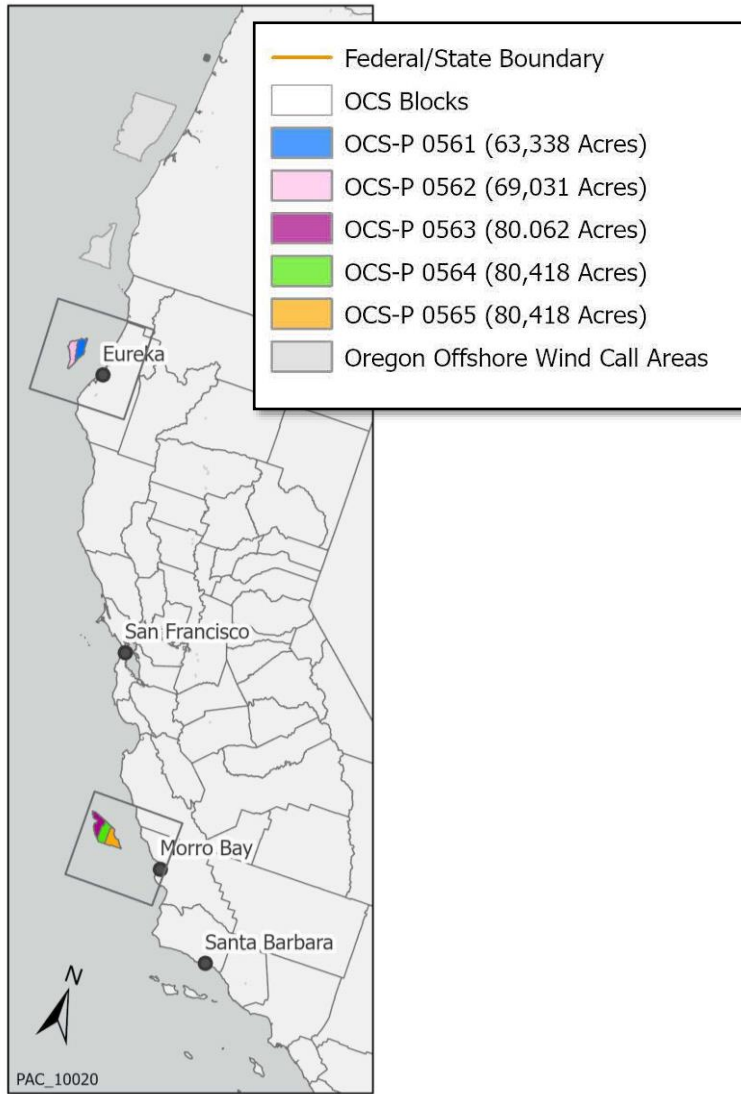 Federal/State Boundary
OCS Blocks
OCS-P 0561 (63,338 Acres)
OCS-P 0562 (69,031 Acres)
OCS-P 0563 (80.062 Acres)
OCS-P 0564 (80,418 Acres)
OCS-P 0565 (80,418 Acres)
Oregon Offshore Wind Call Areas
Eureka
San Francisco
Morro Bay
Santa Barbara
N
PAC_10020